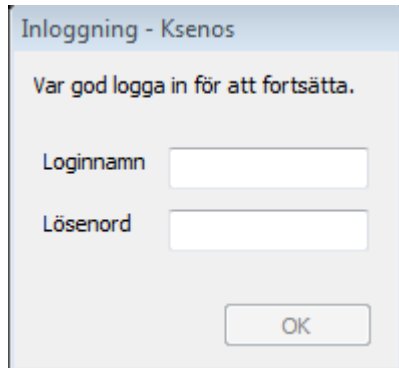 Inloggning - Ksenos
Var god logga in för att fortsätta.
Loginnamn
Lösenord
OK